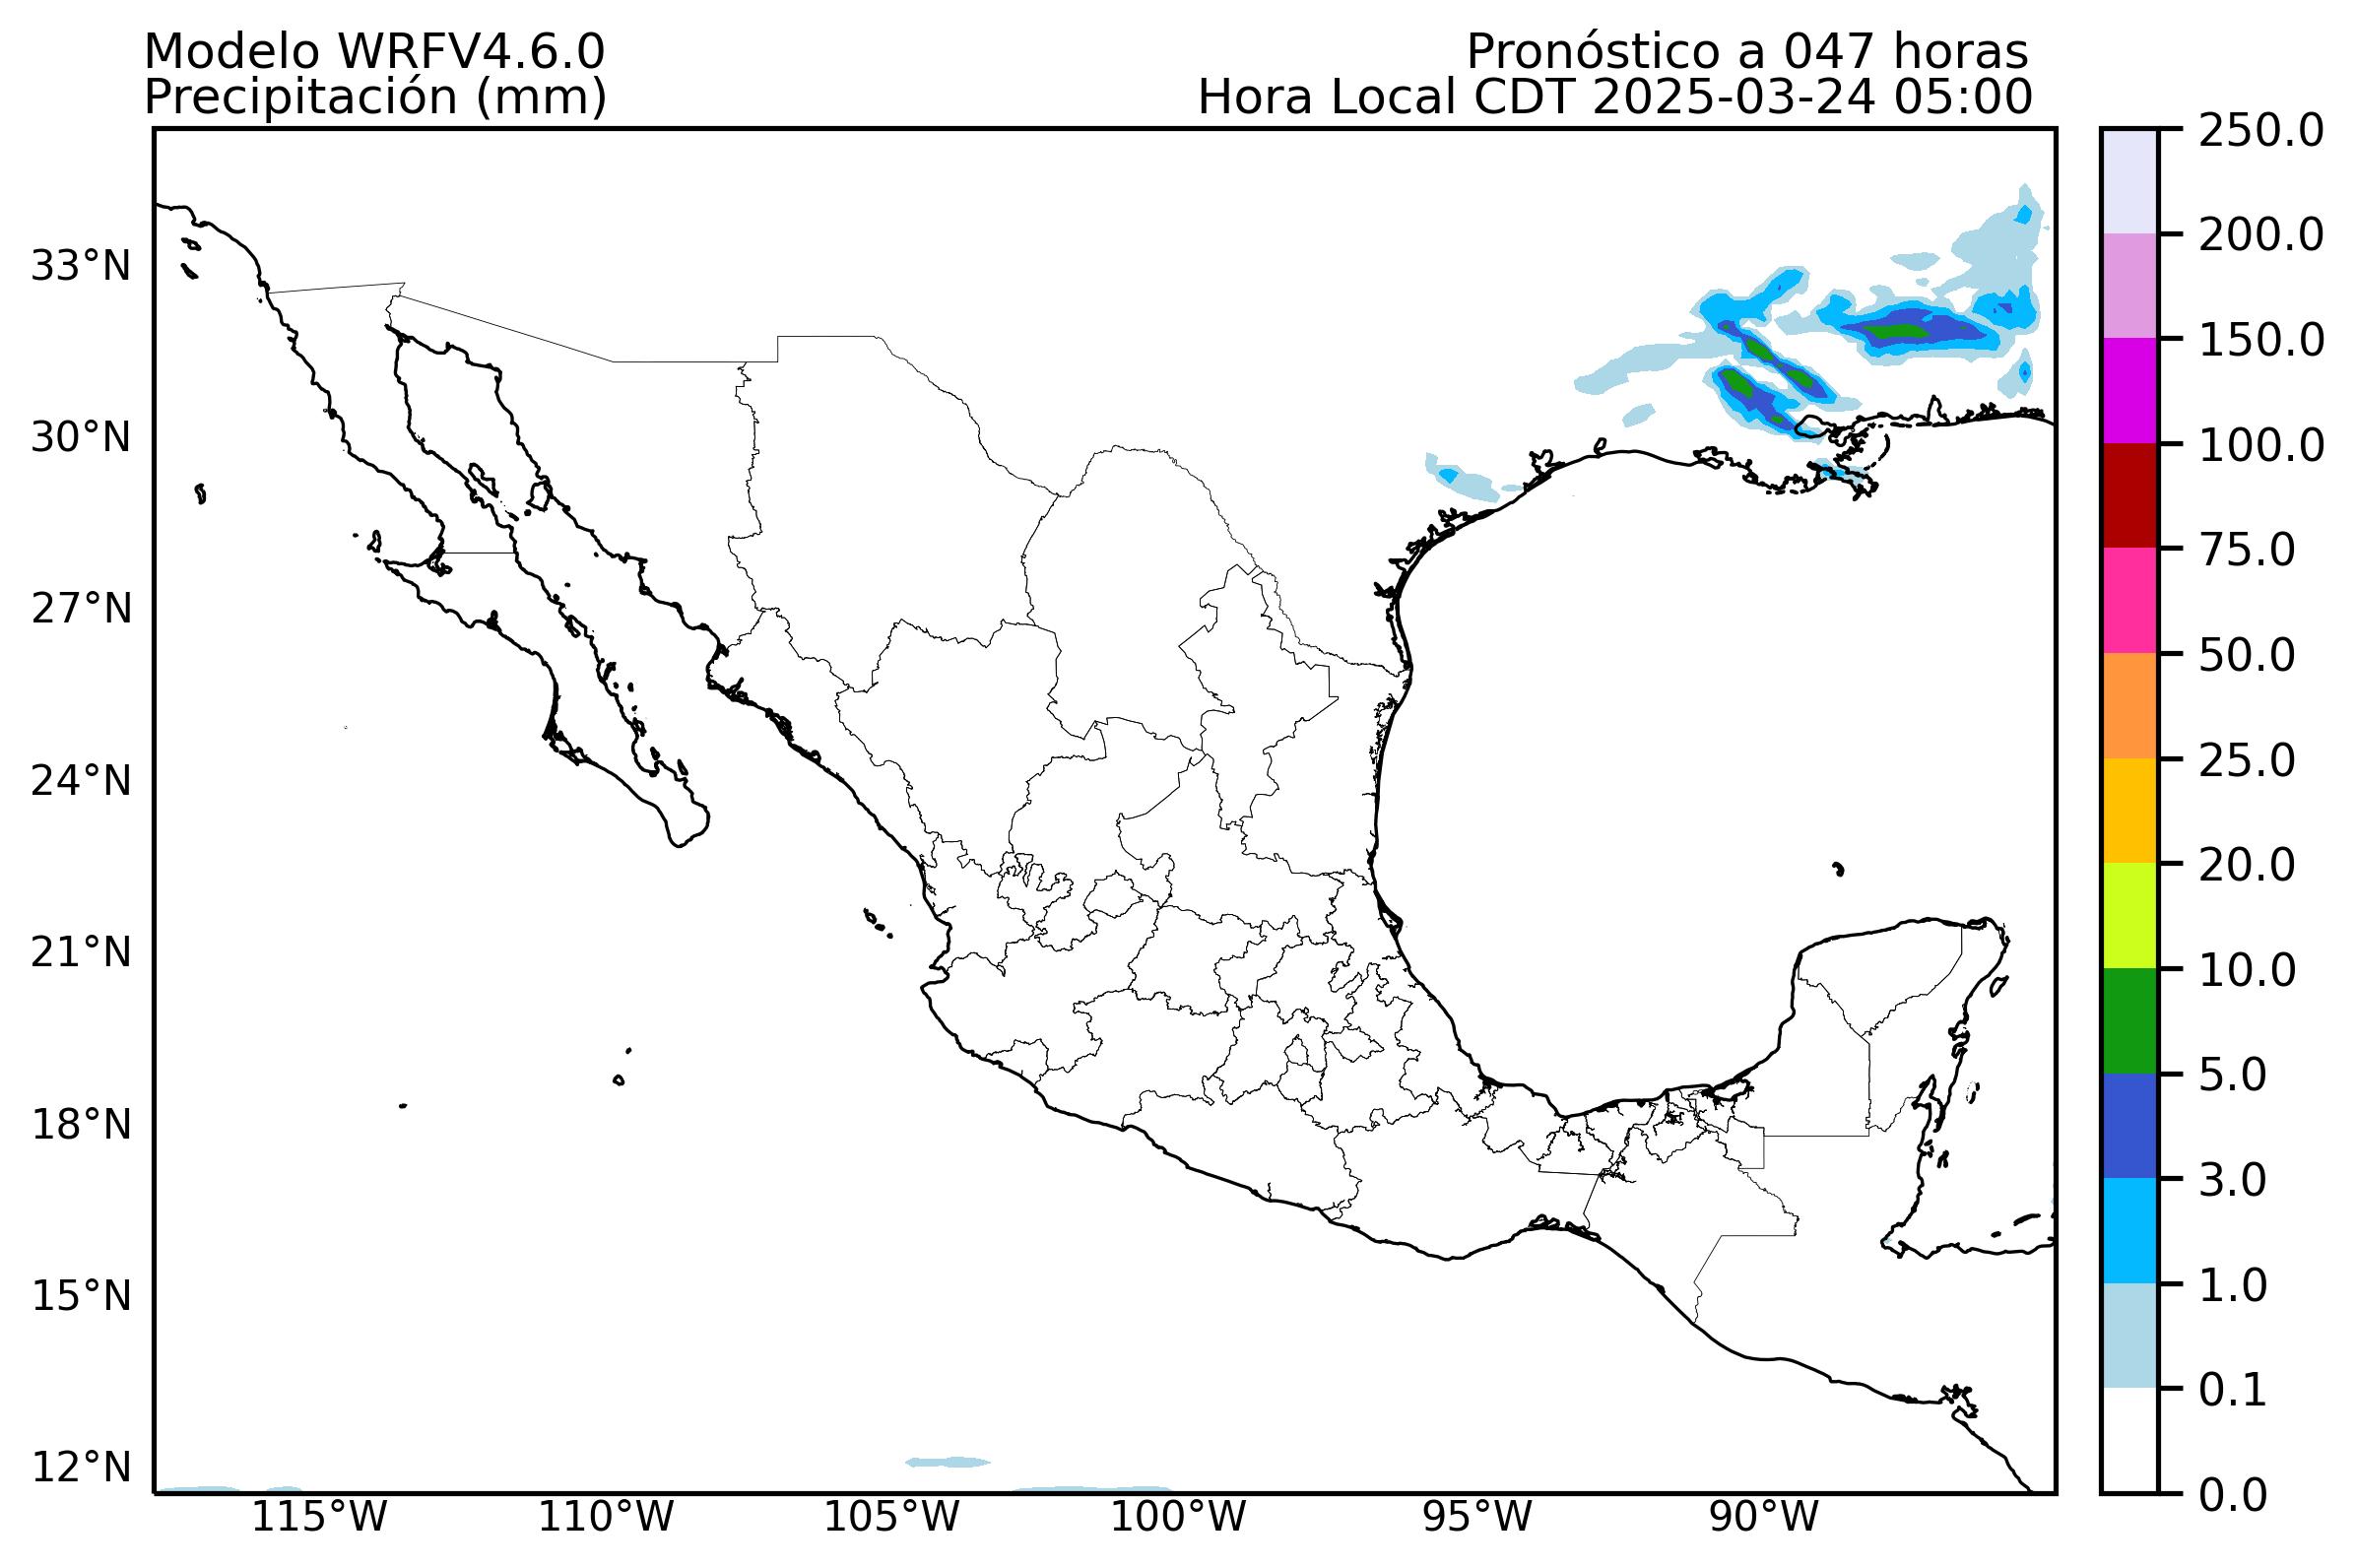 Modelo WRFV4.6.0
Precipitación (mm)
Pronóstico a 047 horas
Hora Local CDT 2025-03-24 05:00
33°N
30°N
27°N
24°N
21°N
18°N
15°N
12°N
115°W
110°W
105°W
100°W
95°W
90°W
250.0
200.0
150.0
100.0
75.0
50.0
25.0
20.0
10.0
5.0
3.0
1.0
0.1
0.0